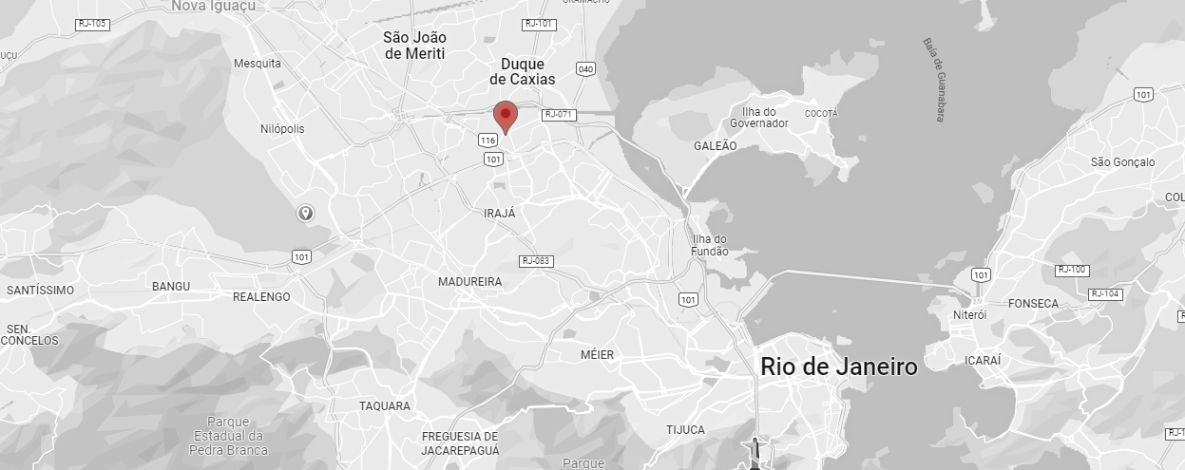 Nova Iguaçu
RJ-105
RJ-101
São João
de Meriti
Duque
de Caxias
040
Mesquita
Baía de Guanabara
101
RJ-071
Ilha do
Governador
COCOTÁ
Nilópolis
116
GALEÃO
101
São Gonçalo
IRAJÁ
Ilha do
Fundão
101
RJ-083
101
RJ-100
SANTÍSSIMO
BANGU
REALENGO
MADUREIRA
101
RJ-104
FONSECA
Niterói
SEN.
CONCELOS
MÉIER
Rio de Janeiro
ICARAÍ
TAQUARA
Parque
Estadual da
Pedra Branca
FREGUESIA DE
JACAREPAGUÁ
TIJUCA
Parque